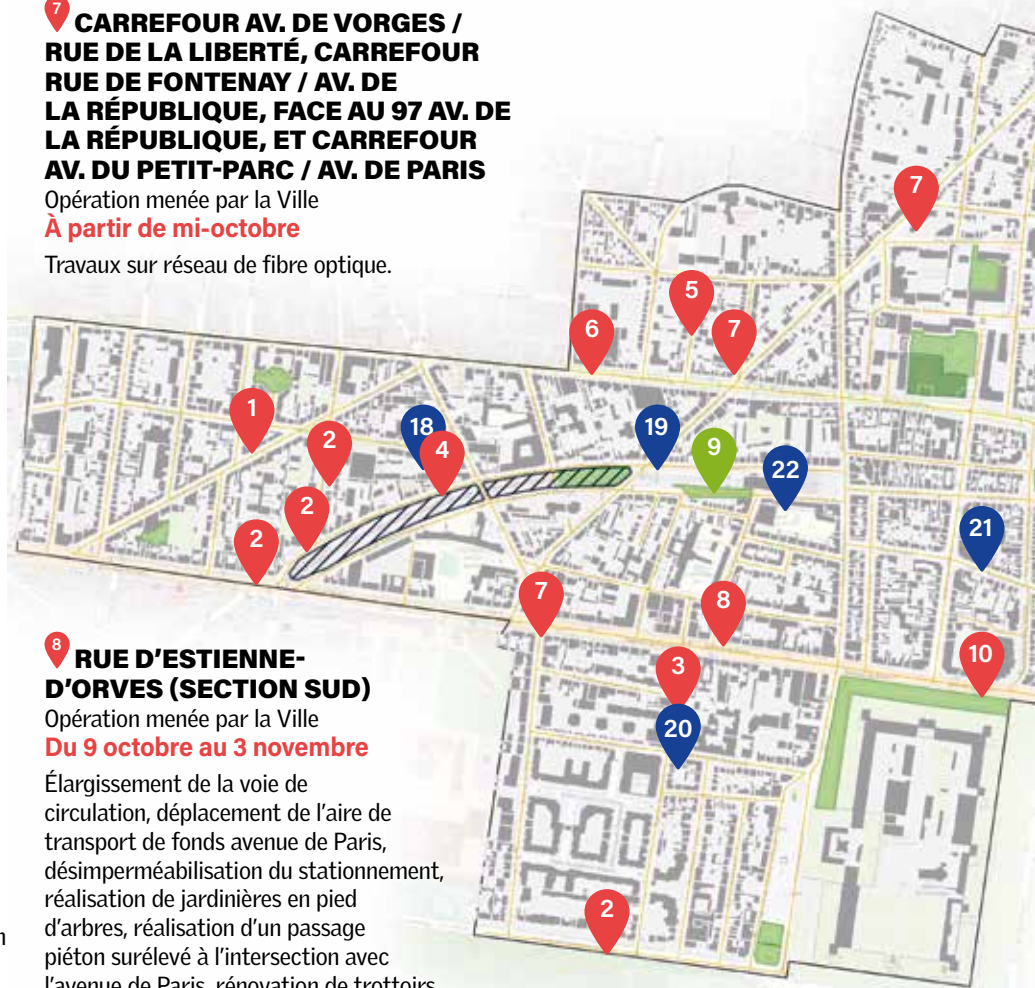 7 CARREFOUR AV. DE VORGES /
RUE DE LA LIBERTÉ, CARREFOUR
RUE DE FONTENAY / AV. DE
LA RÉPUBLIQUE, FACE AU 97 AV. DE
LA RÉPUBLIQUE, ET CARREFOUR
AV. DU PETIT-PARC / AV. DE PARIS
Opération menée par la Ville
À partir de mi-octobre
Travaux sur réseau de fibre optique.
7
5
6
7
1
18
2
4
19
9
22
2
21
2
7
8
3
10
20
2
8 RUE D'ESTIENNE-
D'ORVES (SECTION SUD)
Opération menée par la Ville
Du 9 octobre au 3 novembre
Élargissement de la voie de
circulation, déplacement de l'aire de
transport de fonds avenue de Paris,
désimperméabilisation du stationnement,
réalisation de jardinières en pied
d'arbres, réalisation d'un passage
piéton surélevé à l'intersection avec
l'avenue de Paris, rénovation de trottoirs